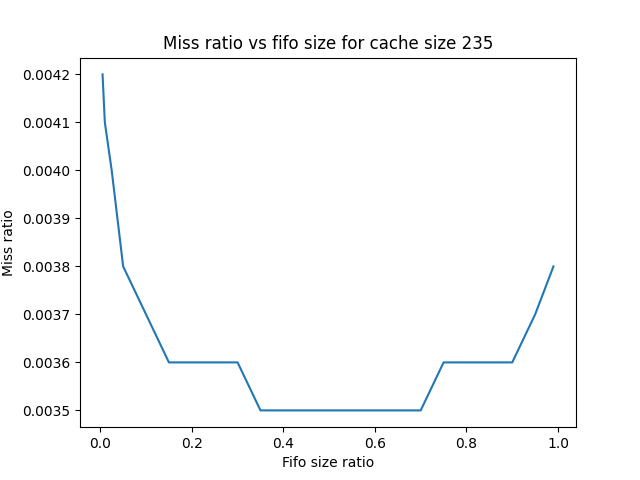 Miss ratio vs fifo size for cache size 235
0.0042
0.0041
0.0040
0.0039
0.0038
0.0037
0.0036
0.0035
Miss ratio
0.0 0.2 0.4 0.6 0.8 1.0
Fifo size ratio